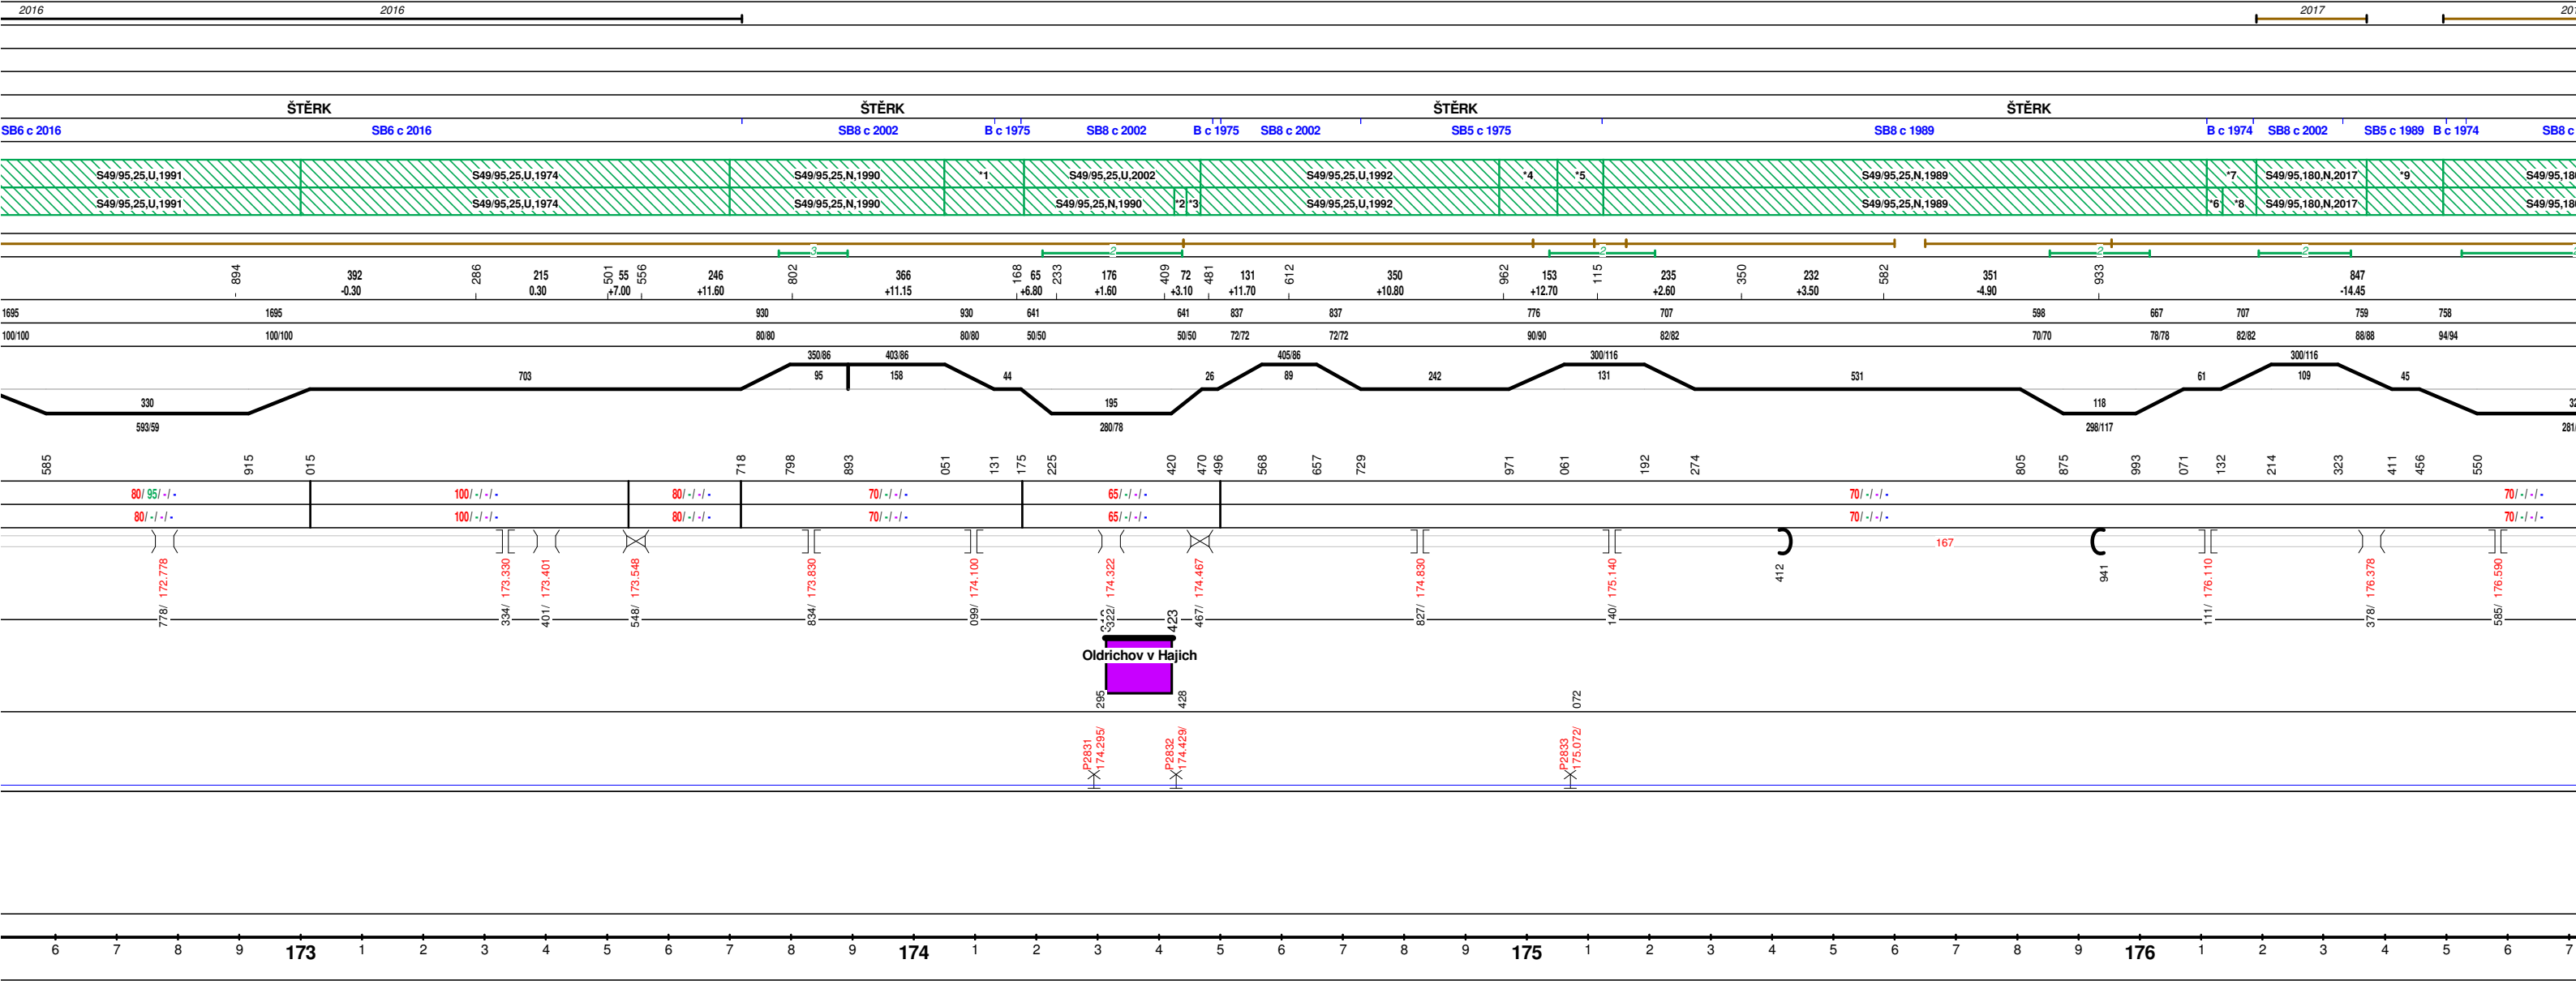 2016 2016 2017 201
ŠTĚRK ŠTĚRK ŠTĚRK ŠTĚRK
SB6 c 2016 SB6 c 2016 SB8 c 2002 B c 1975 SB8 c 2002 B c 1975 SB8 c 2002 SB5 c 1975 SB8 c 1989 B c 1974 SB8 c 2002 SB5 c 1989 B c 1974 SB8 c
S49/95,25,U,1991 S49/95,25,U,1974 S49/95,25,N,1990 *1 S49/95,25,U,2002 S49/95,25,U,1992 *4 *5 S49/95,25,N,1989 *7 S49/95,180,N,2017 *9 S49/95,180
S49/95,25,U,1991 S49/95,25,U,1974 S49/95,25,N,1990 S49/95,25,N,1990 *2 *3 S49/95,25,U,1992 S49/95,25,N,1989 *6 *8 S49/95,180,N,2017 S49/95,180
3 2 2 2 2
894 392 286 215 501 55 556 246 802 366 168 65 233 176 409 72 481 131 612 350 962 153 115 235 350 232 582 351 933 847
-0.30 0.30 +7.00 +11.60 +11.15 +6.80 +1.60 +3.10 +11.70 +10.80 +12.70 +2.60 +3.50 -4.90 -14.45
1695 1695 930 930 641 641 837 837 776 707 598 667 707 759 758
100/100 100/100 80/80 80/80 50/50 50/50 72/72 72/72 90/90 82/82 70/70 78/78 82/82 88/88 94/94
350/86 403/86 405/86 300/116 300/116
703 95 158 44 26 89 242 131 531 61 109 45
330 195 118 32
593/59 280/78 298/117 281/
585 915 015 718 798 893 051 131 175 225 420 470 496 568 657 729 971 061 192 274 805 875 993 071 132 214 323 411 456 550
80/ 95/ -/ - 100/ -/ -/ - 80/ -/ -/ - 70/ -/ -/ - 65/ -/ -/ - 70/ -/ -/ - 70/ -/ -/ -
80/ -/ -/ - 100/ -/ -/ - 80/ -/ -/ - 70/ -/ -/ - 65/ -/ -/ - 70/ -/ -/ - 70/ -/ -/ -
167
412 941
778/ 172.778 334/ 173.330 401/ 173.401 548/ 173.548 834/ 173.830 099/ 174.100 322/ 174.322 467/ 174.467 827/ 174.830 140/ 175.140 111/ 176.110 378/ 176.378 585/ 176.590
423
Oldrichov v Hajich
295 428 072
P2831 174.295/ P2832 174.429/ P2833 175.072/
6 7 8 9 173 1 2 3 4 5 6 7 8 9 174 1 2 3 4 5 6 7 8 9 175 1 2 3 4 5 6 7 8 9 176 1 2 3 4 5 6 7